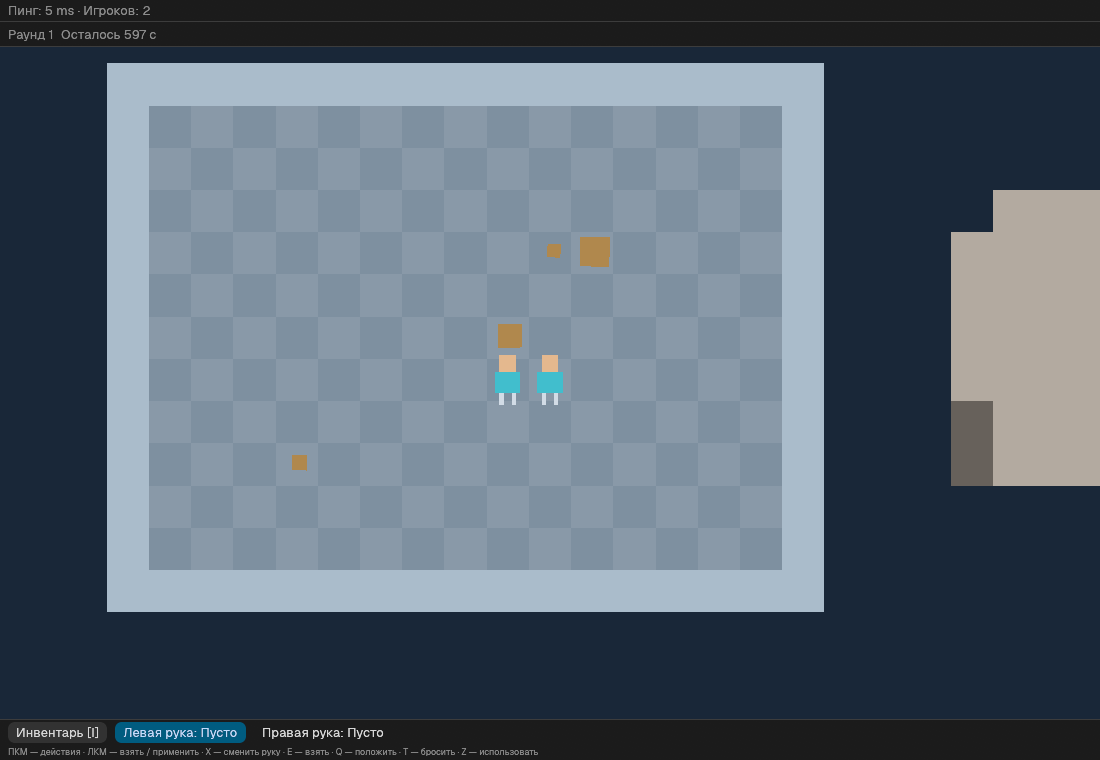 Пинг: 5 ms · Игроков: 2
Раунд 1 Осталось 597 с
Инвентарь [I] Левая рука: Пусто Правая рука: Пусто
ПКМ — действия · ЛКМ — взять / применить · X — сменить руку · E — взять · Q — положить · T — бросить · Z — использовать